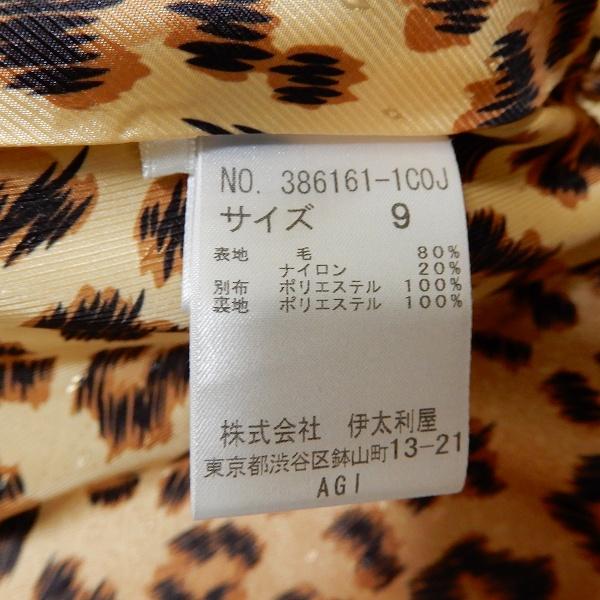 NO. 386161-1COJ
サイズ 9
表地 毛 80%
ナイロン 20%
別布 ポリエステル 100%
裏地 ポリエステル 100%
株式会社 伊太利屋
東京都渋谷区鉢山町13-21
AGI